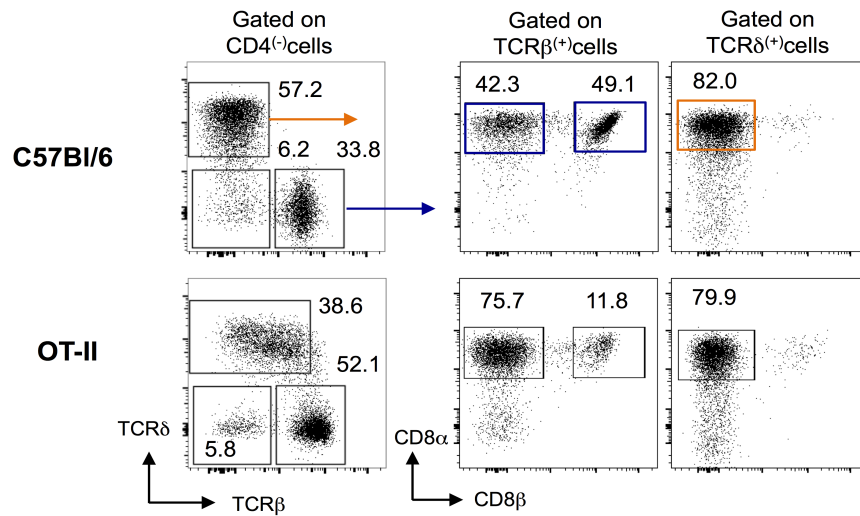 Gated on
CD4(-)cells
Gated on
TCRβ(+)cells
Gated on
TCRδ(+)cells
C57Bl/6
57.2
6.2
33.8
42.3
49.1
82.0
OT-II
38.6
52.1
5.8
75.7
11.8
79.9
TCRδ
TCRβ
CD8α
CD8β